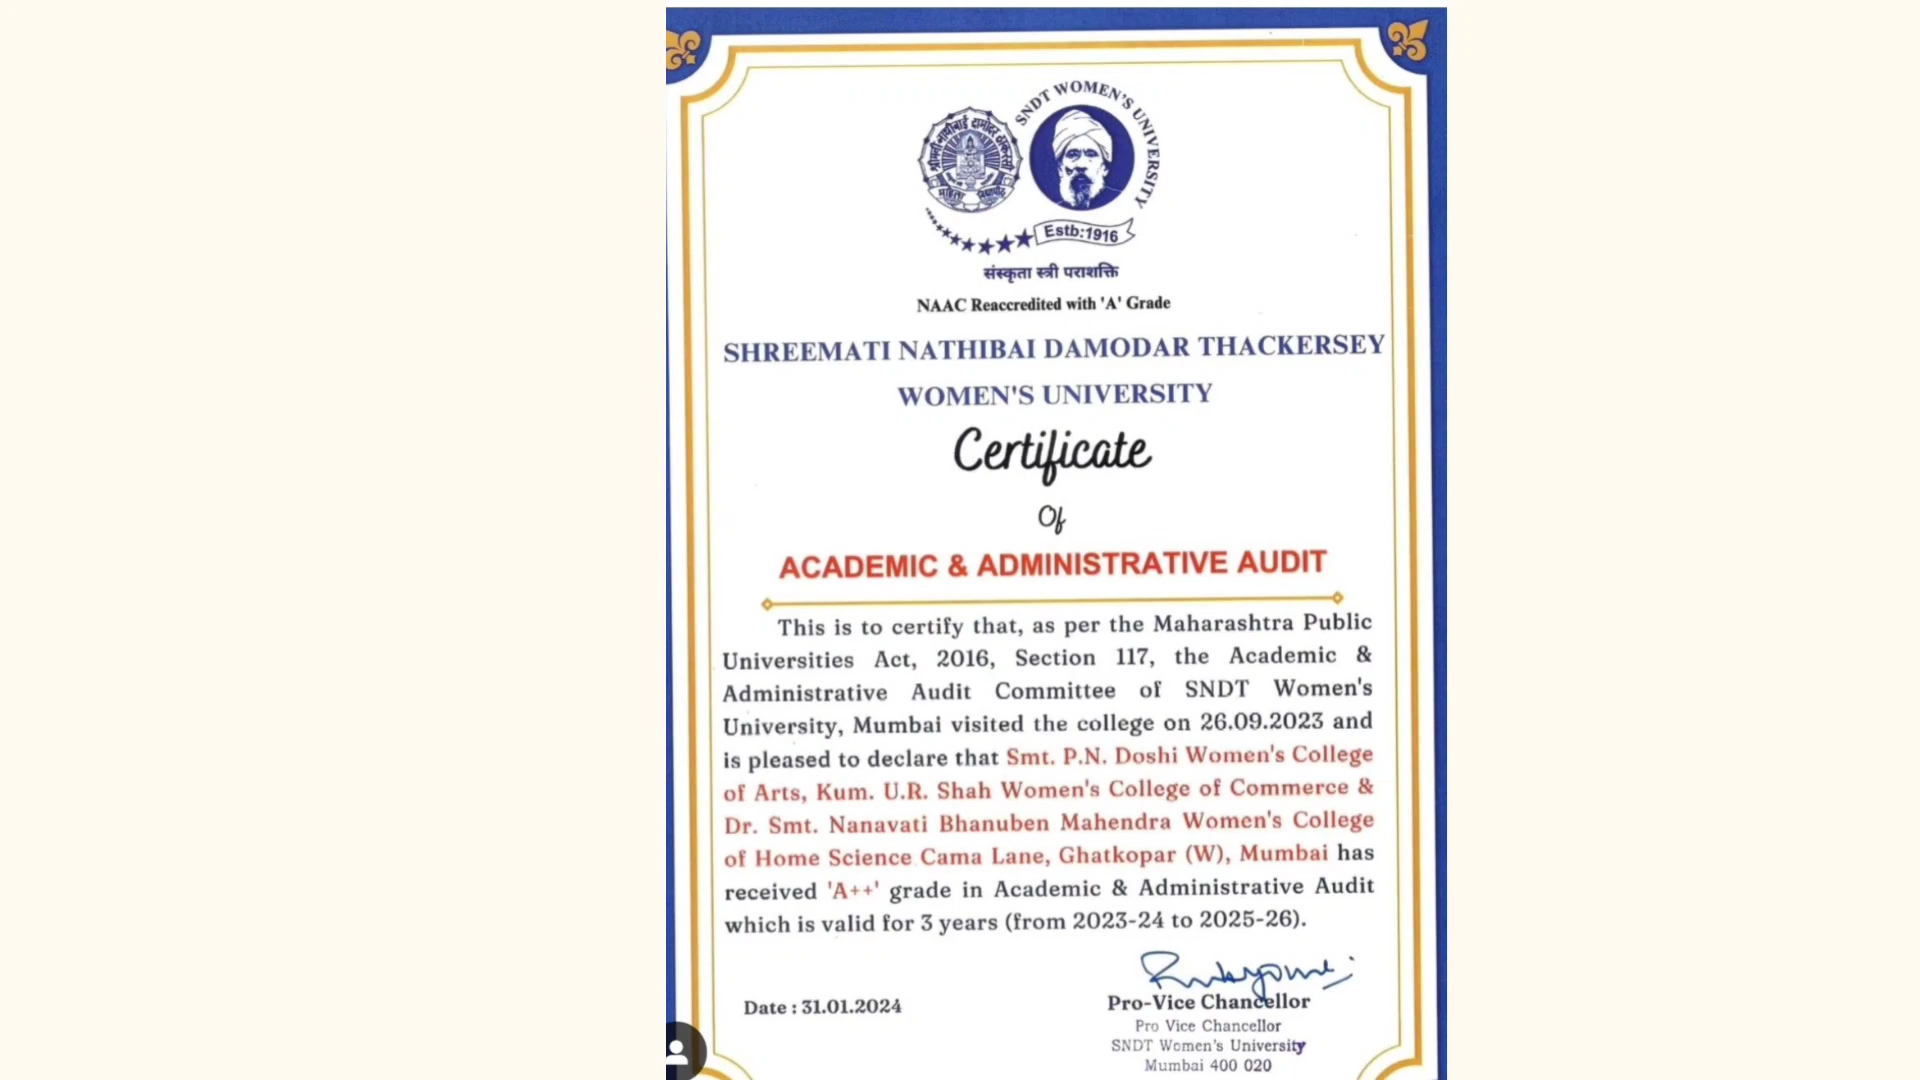 SNDT WOMEN'S UNIVERSITY
श्रीमती नाथीबाई दामोदर ठाकरसी
महिला विद्यापीठ
Estb:1916
संस्कृता स्त्री पराशक्ति
NAAC Reaccredited with 'A' Grade
SHREEMATI NATHIBAI DAMODAR THACKERSEY
WOMEN'S UNIVERSITY
Certificate
Of
ACADEMIC & ADMINISTRATIVE AUDIT
This is to certify that, as per the Maharashtra Public
Universities Act, 2016, Section 117, the Academic &
Administrative Audit Committee of SNDT Women's
University, Mumbai visited the college on 26.09.2023 and
is pleased to declare that Smt. P.N. Doshi Women's College
of Arts, Kum. U.R. Shah Women's College of Commerce &
Dr. Smt. Nanavati Bhanuben Mahendra Women's College
of Home Science Cama Lane, Ghatkopar (W), Mumbai has
received 'A++' grade in Academic & Administrative Audit
which is valid for 3 years (from 2023-24 to 2025-26).
Date : 31.01.2024
Pro-Vice Chancellor
Pro Vice Chancellor
SNDT Women's University
Mumbai 400 020